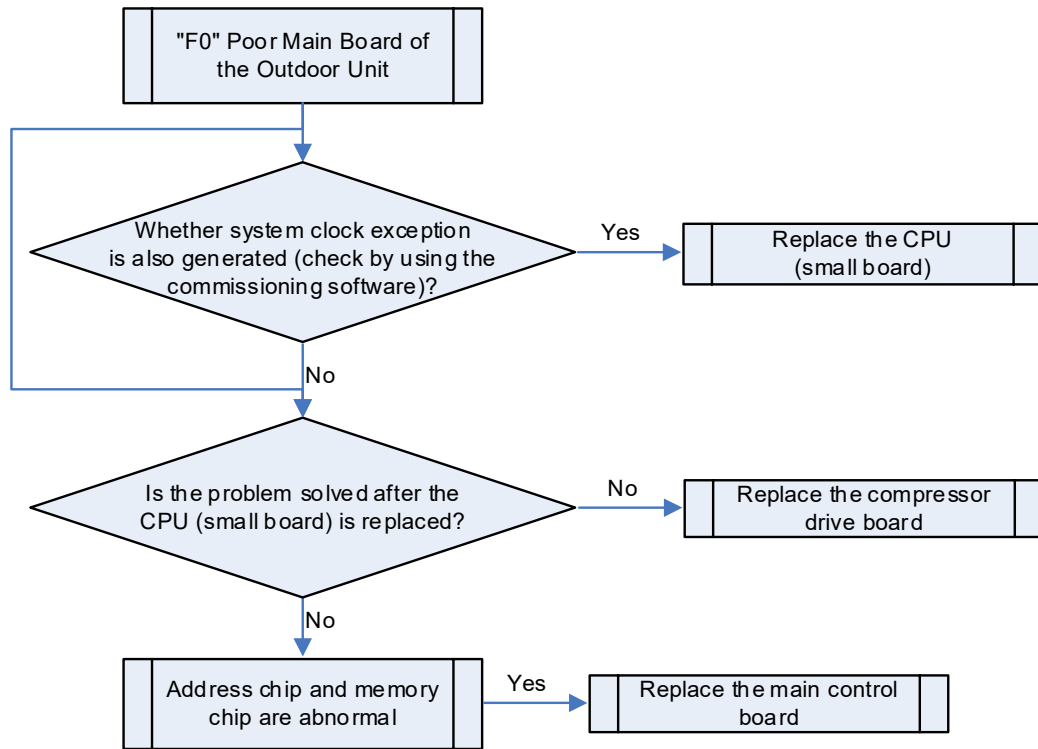 "F0" Poor Main Board of
the Outdoor Unit
Whether system clock exception
is also generated (check by using the
commissioning software)?
Yes
Replace the CPU
(small board)
No
Is the problem solved after the
CPU (small board) is replaced?
No
Replace the compressor
drive board
No
Address chip and memory
chip are abnormal
Yes
Replace the main control
board